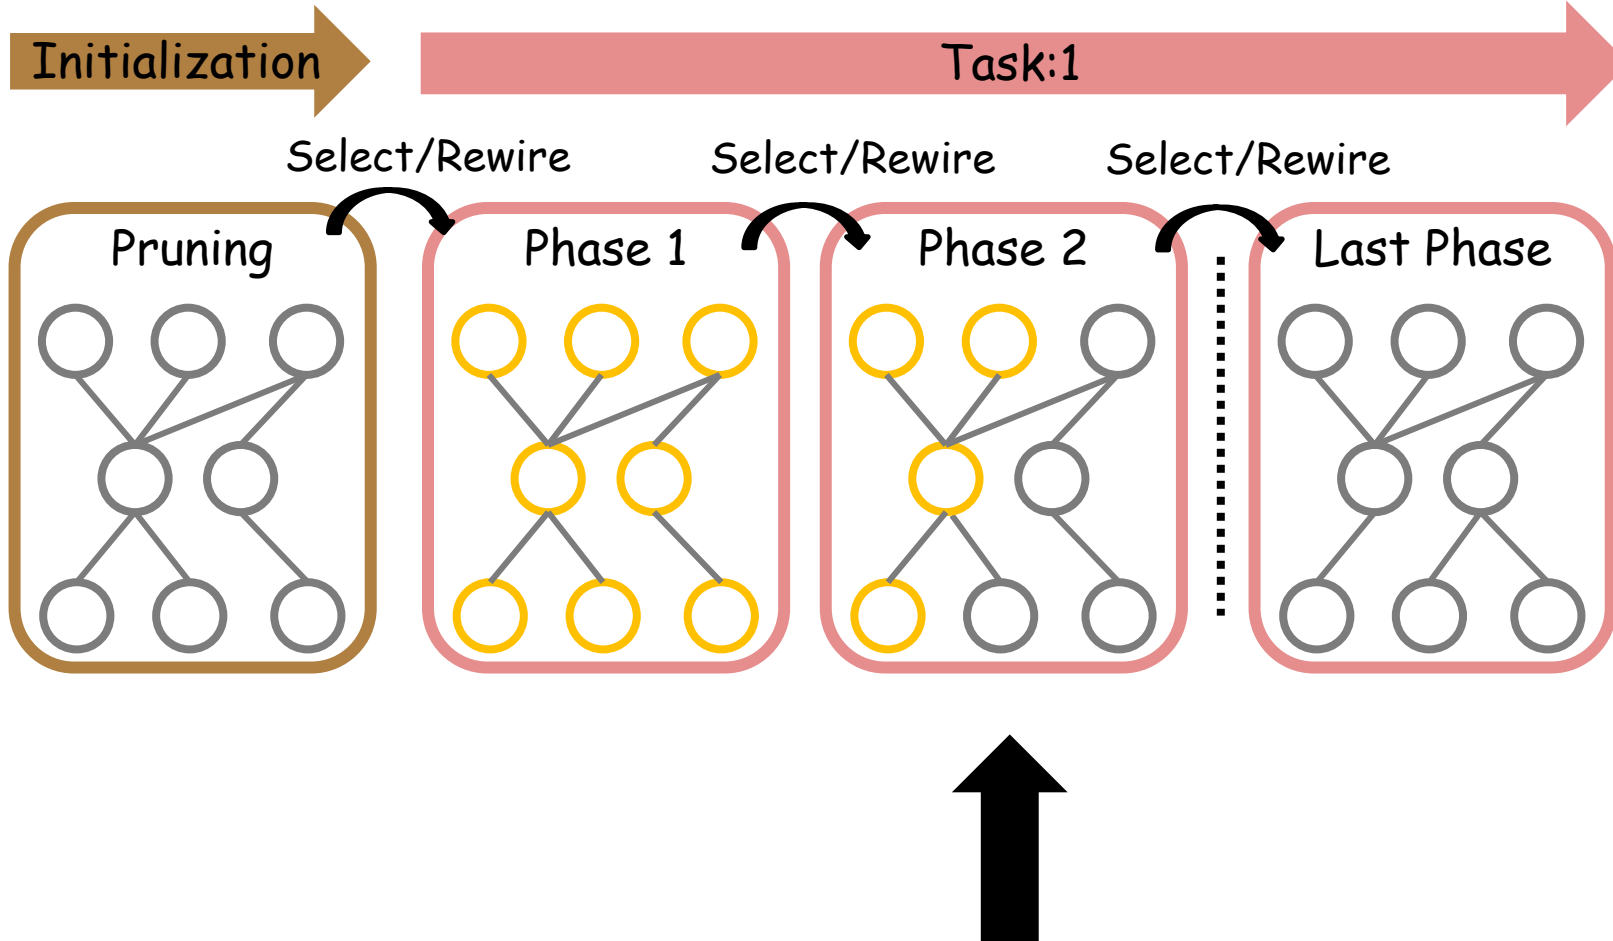 Initialization
Task:1
Select/Rewire
Select/Rewire
Select/Rewire
Pruning
Phase 1
Phase 2
Last Phase